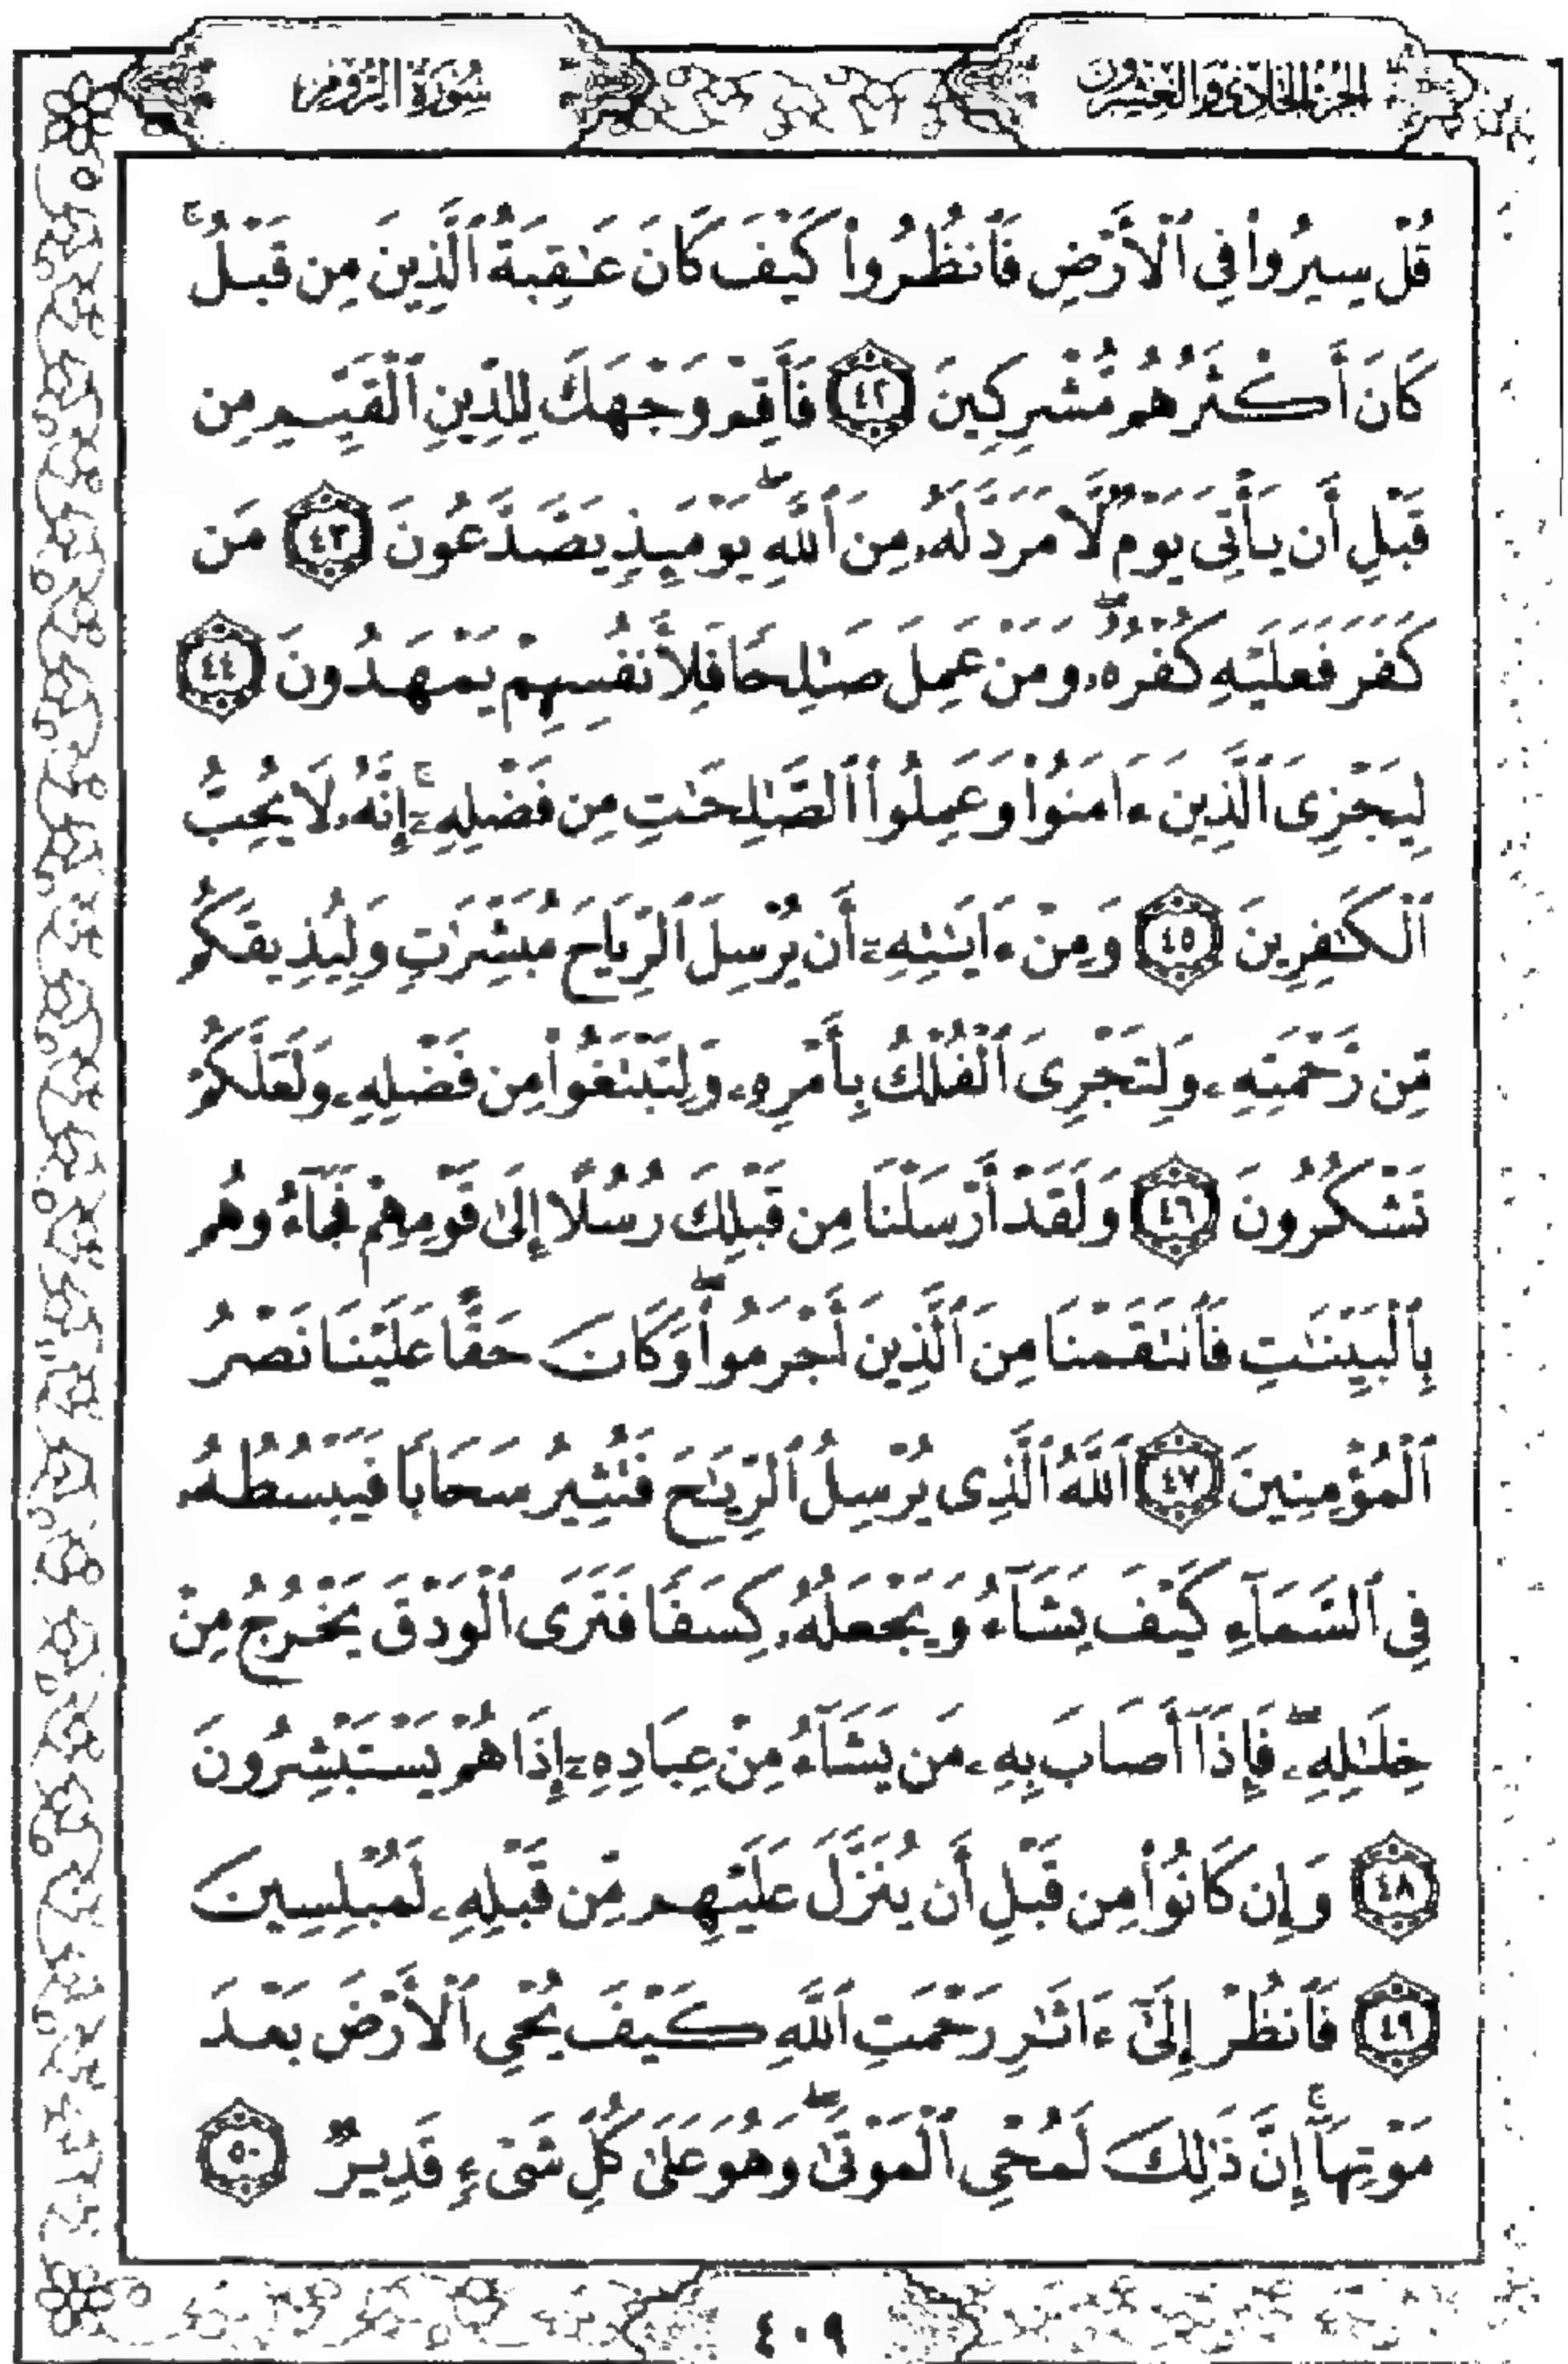 الجزء الحادي والعشرون
سورة الروم
قُلْ سِيرُوا۟ فِى ٱلْأَرْضِ فَٱنظُرُوا۟ كَيْفَ كَانَ عَـٰقِبَةُ ٱلَّذِينَ مِن قَبْلُ ۚ
كَانَ أَكْثَرُهُم مُّشْرِكِينَ ٤٢ فَأَقِمْ وَجْهَكَ لِلدِّينِ ٱلْقَيِّمِ مِن
قَبْلِ أَن يَأْتِىَ يَوْمٌ لَّا مَرَدَّ لَهُۥ مِنَ ٱللَّهِ ۖ يَوْمَئِذٍ يَصَّدَّعُونَ ٤٣ مَن
كَفَرَ فَعَلَيْهِ كُفْرُهُۥ ۖ وَمَنْ عَمِلَ صَـٰلِحًا فَلِأَنفُسِهِمْ يَمْهَدُونَ ٤٤
لِيَجْزِىَ ٱلَّذِينَ ءَامَنُوا۟ وَعَمِلُوا۟ ٱلصَّـٰلِحَـٰتِ مِن فَضْلِهِۦٓ ۚ إِنَّهُۥ لَا يُحِبُّ
ٱلْكَـٰفِرِينَ ٤٥ وَمِنْ ءَايَـٰتِهِۦٓ أَن يُرْسِلَ ٱلرِّيَاحَ مُبَشِّرَٰتٍ وَلِيُذِيقَكُم
مِّن رَّحْمَتِهِۦ وَلِتَجْرِىَ ٱلْفُلْكُ بِأَمْرِهِۦ وَلِتَبْتَغُوا۟ مِن فَضْلِهِۦ وَلَعَلَّكُمْ
تَشْكُرُونَ ٤٦ وَلَقَدْ أَرْسَلْنَا مِن قَبْلِكَ رُسُلًا إِلَىٰ قَوْمِهِمْ فَجَآءُوهُم
بِٱلْبَيِّنَـٰتِ فَٱنتَقَمْنَا مِنَ ٱلَّذِينَ أَجْرَمُوا۟ ۖ وَكَانَ حَقًّا عَلَيْنَا نَصْرُ
ٱلْمُؤْمِنِينَ ٤٧ ٱللَّهُ ٱلَّذِى يُرْسِلُ ٱلرِّيَـٰحَ فَتُثِيرُ سَحَابًا فَيَبْسُطُهُۥ
فِى ٱلسَّمَآءِ كَيْفَ يَشَآءُ وَيَجْعَلُهُۥ كِسَفًا فَتَرَى ٱلْوَدْقَ يَخْرُجُ مِنْ
خِلَـٰلِهِۦ ۖ فَإِذَآ أَصَابَ بِهِۦ مَن يَشَآءُ مِنْ عِبَادِهِۦٓ إِذَا هُمْ يَسْتَبْشِرُونَ
٤٨ وَإِن كَانُوا۟ مِن قَبْلِ أَن يُنَزَّلَ عَلَيْهِم مِّن قَبْلِهِۦ لَمُبْلِسِينَ
٤٩ فَٱنظُرْ إِلَىٰٓ ءَاثَـٰرِ رَحْمَتِ ٱللَّهِ كَيْفَ يُحْىِ ٱلْأَرْضَ بَعْدَ
مَوْتِهَآ ۚ إِنَّ ذَٰلِكَ لَمُحْىِ ٱلْمَوْتَىٰ ۖ وَهُوَ عَلَىٰ كُلِّ شَىْءٍ قَدِيرٌ ٥٠
٤٠٩